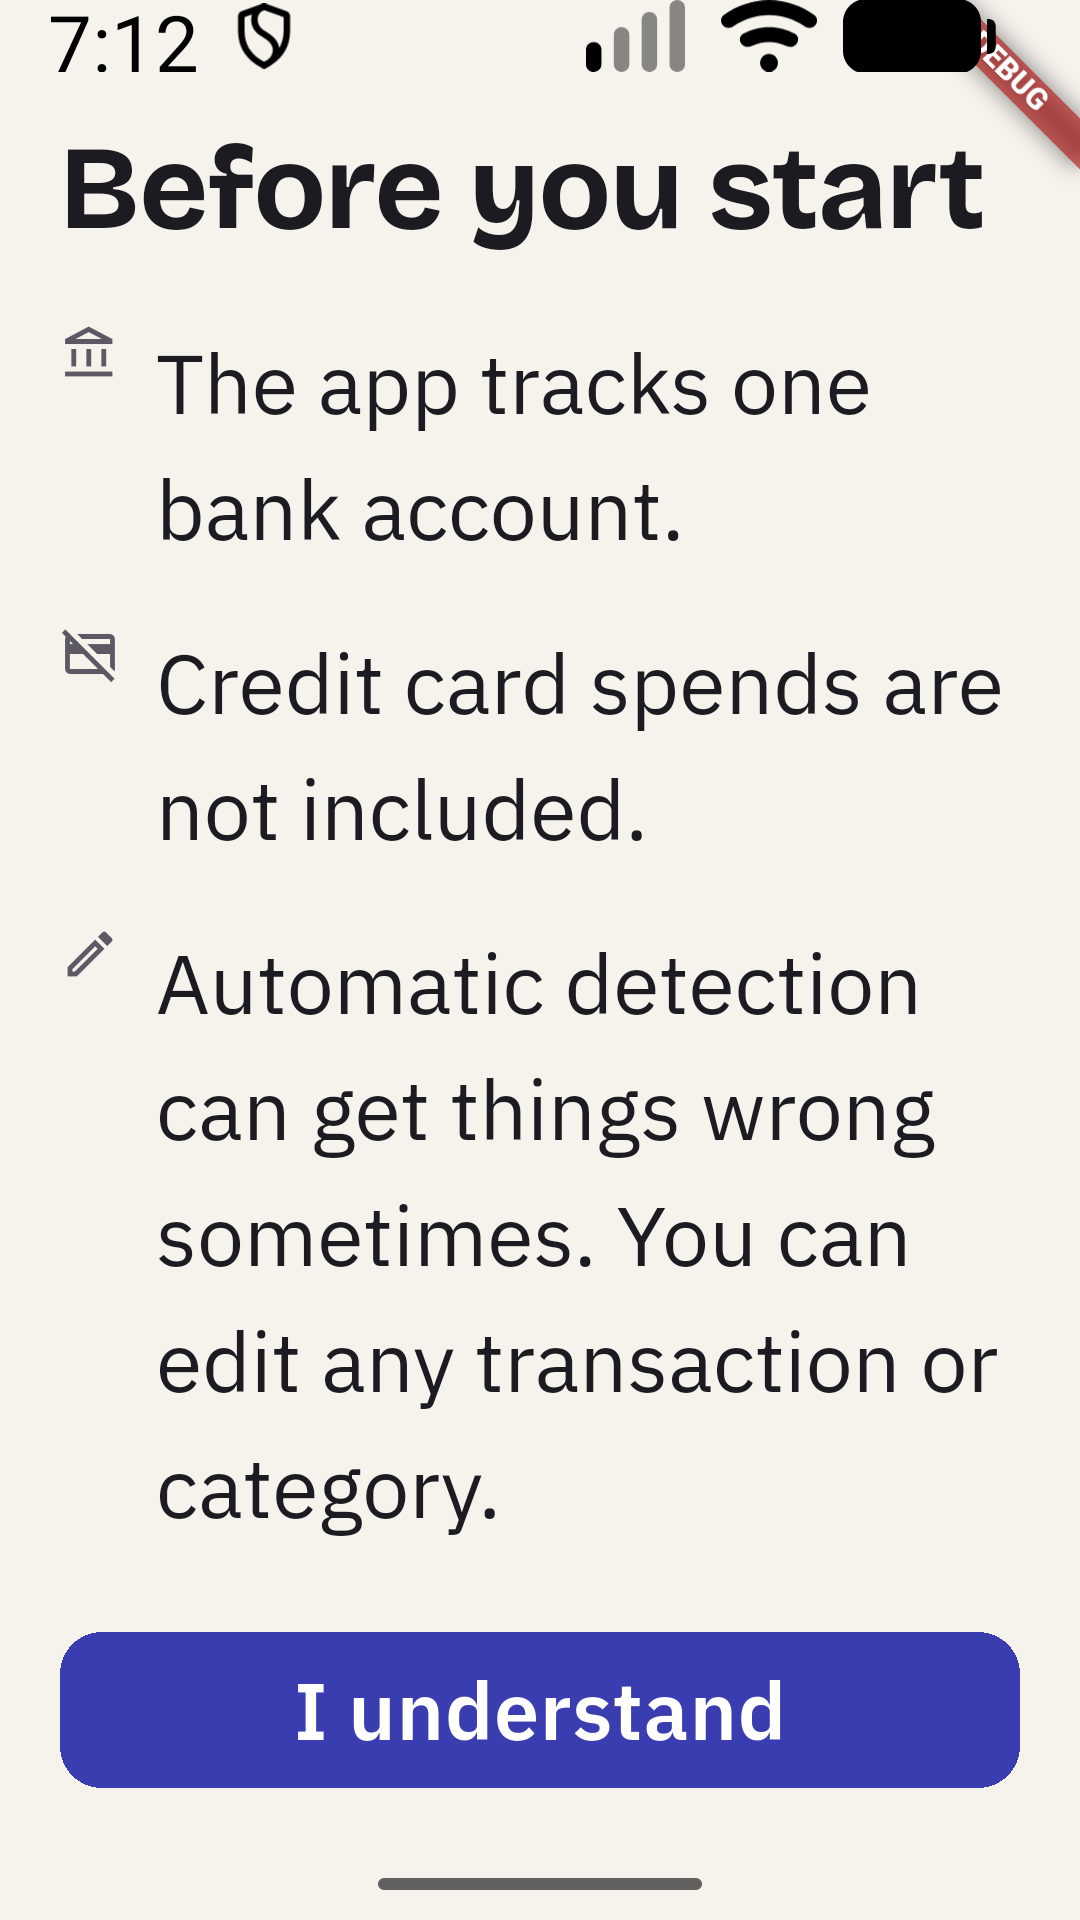 7:12
DEBUG
Before you start
The app tracks one
bank account.
Credit card spends are
not included.
Automatic detection
can get things wrong
sometimes. You can
edit any transaction or
category.
I understand